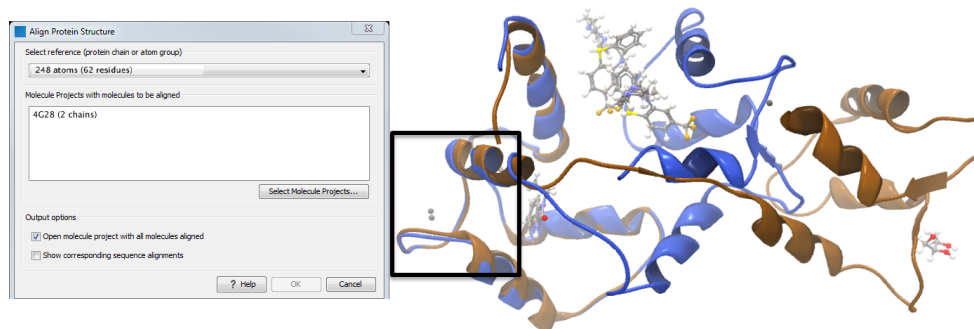 Align Protein Structure
Select reference (protein chain or atom group)
248 atoms (62 residues)
Molecule Projects with molecules to be aligned
4G28 (2 chains)
Select Molecule Projects...
Output options
Open molecule project with all molecules aligned
Show corresponding sequence alignments
? Help OK Cancel